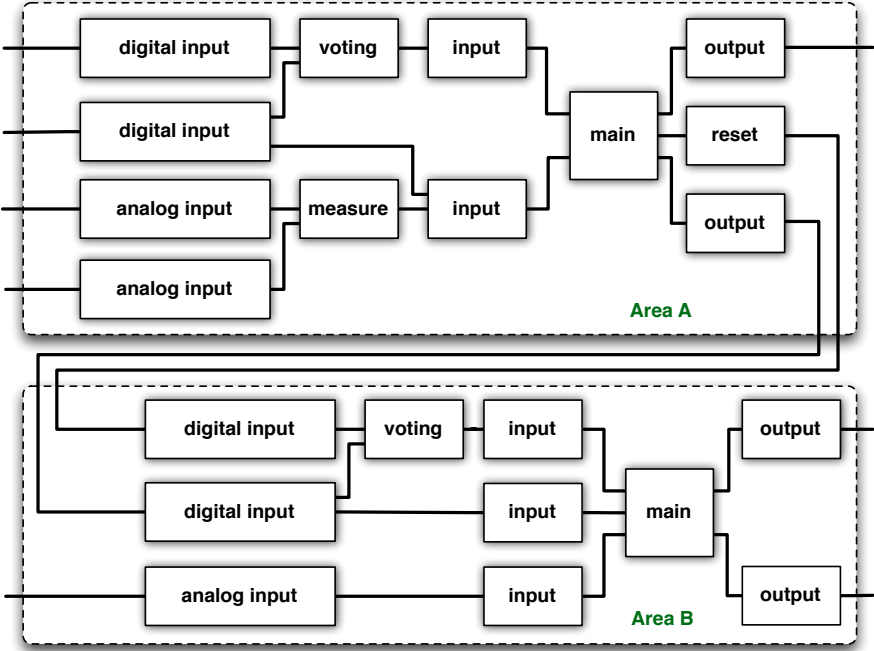 digital input
voting
input
output
digital input
main
reset
analog input
measure
input
output
analog input
Area A
digital input
voting
input
output
digital input
input
main
analog input
input
output
Area B